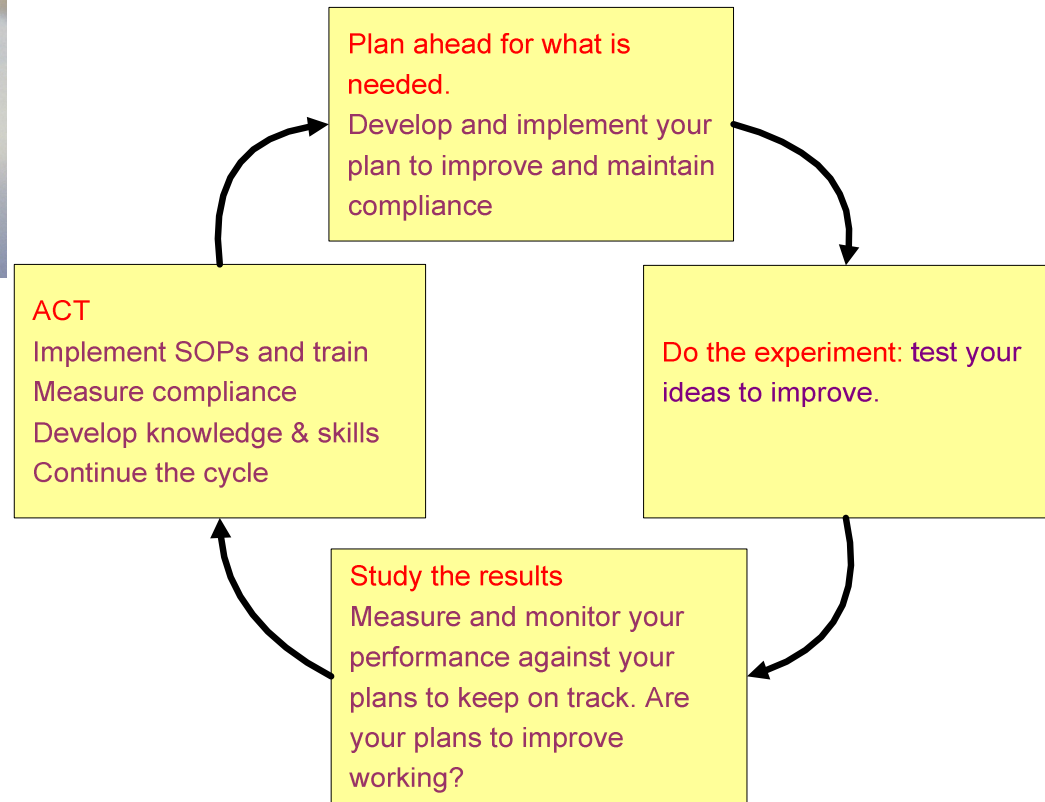 Plan ahead for what is
needed.
Develop and implement your
plan to improve and maintain
compliance
Do the experiment: test your
ideas to improve.
Study the results
Measure and monitor your
performance against your
plans to keep on track. Are
your plans to improve
working?
ACT
Implement SOPs and train
Measure compliance
Develop knowledge & skills
Continue the cycle